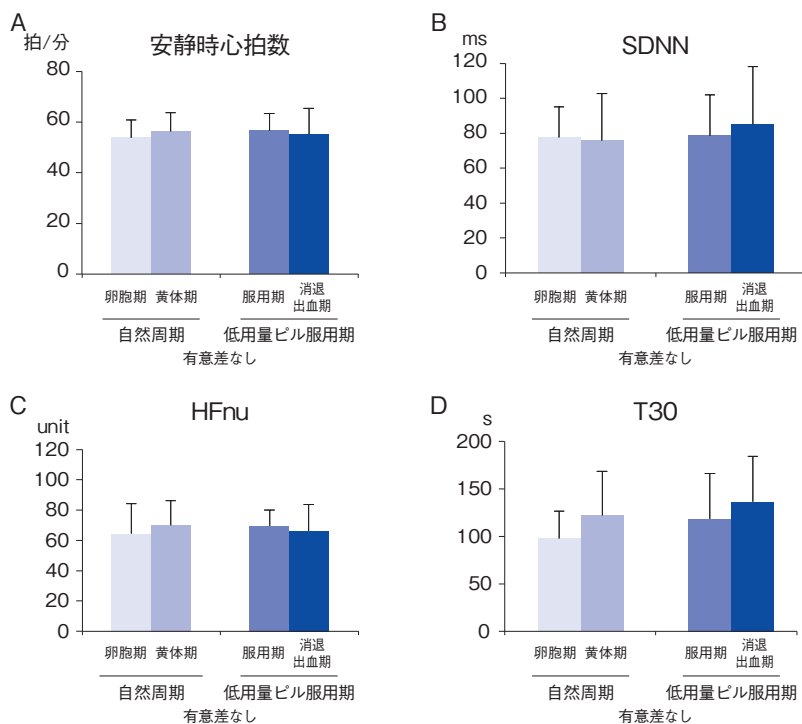 A
拍/分
安静時心拍数
80
60
40
20
0
卵胞期 黄体期 服用期 消退
出血期
自然周期 低用量ピル服用期
有意差なし
B
ms
SDNN
120
100
80
60
40
20
0
卵胞期 黄体期 服用期 消退
出血期
自然周期 低用量ピル服用期
有意差なし
C
unit
HFnu
120
100
80
60
40
20
0
卵胞期 黄体期 服用期 消退
出血期
自然周期 低用量ピル服用期
有意差なし
D
s
T30
200
150
100
50
0
卵胞期 黄体期 服用期 消退
出血期
自然周期 低用量ピル服用期
有意差なし